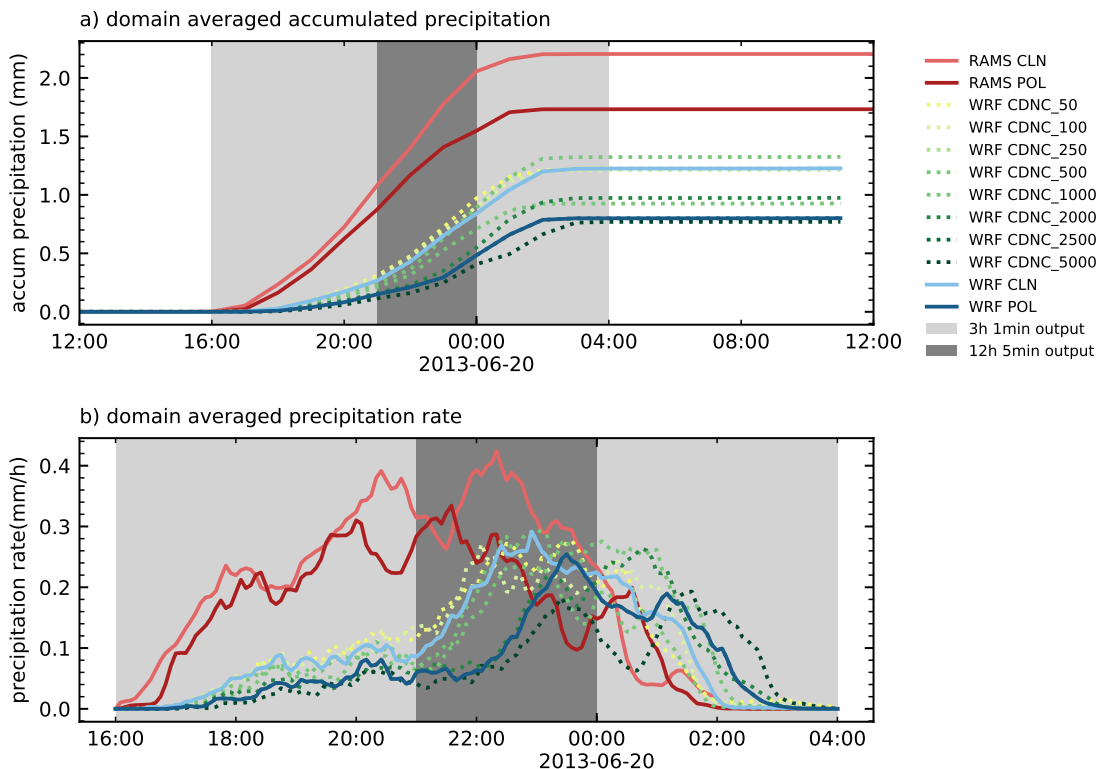 a) domain averaged accumulated precipitation
accum precipitation (mm)
2.0
1.5
1.0
0.5
0.0
12:00 16:00 20:00 00:00 04:00 08:00 12:00
2013-06-20
RAMS CLN
RAMS POL
WRF CDNC_50
WRF CDNC_100
WRF CDNC_250
WRF CDNC_500
WRF CDNC_1000
WRF CDNC_2000
WRF CDNC_2500
WRF CDNC_5000
WRF CLN
WRF POL
3h 1min output
12h 5min output
b) domain averaged precipitation rate
precipitation rate(mm/h)
0.4
0.3
0.2
0.1
0.0
16:00 18:00 20:00 22:00 00:00 02:00 04:00
2013-06-20